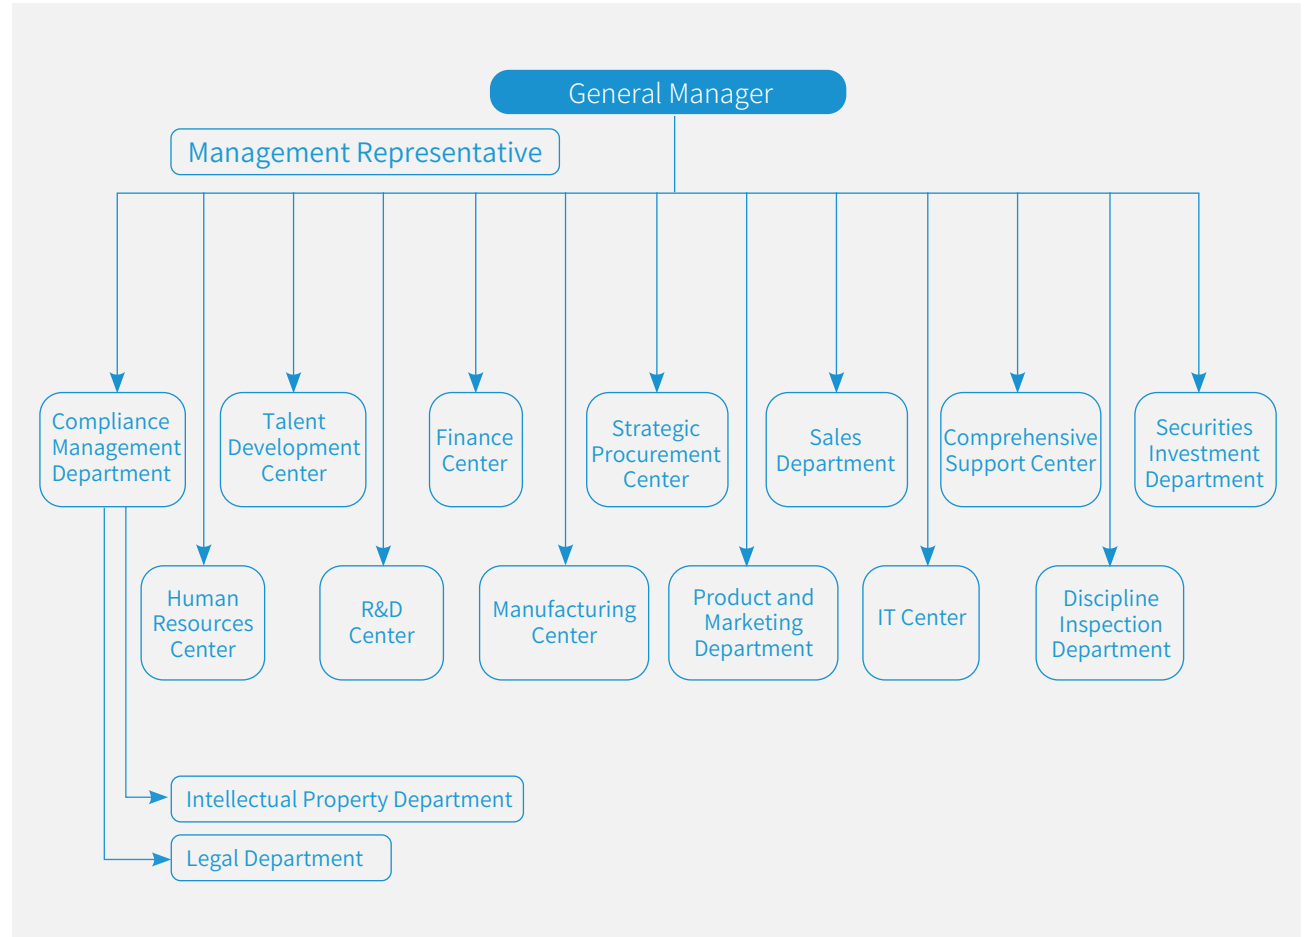 General Manager
Management Representative
Compliance
Management
Department
Talent
Development
Center
Finance
Center
Strategic
Procurement
Center
Sales
Department
Comprehensive
Support Center
Securities
Investment
Department
Human
Resources
Center
R&D
Center
Manufacturing
Center
Product and
Marketing
Department
IT Center
Discipline
Inspection
Department
Intellectual Property Department
Legal Department